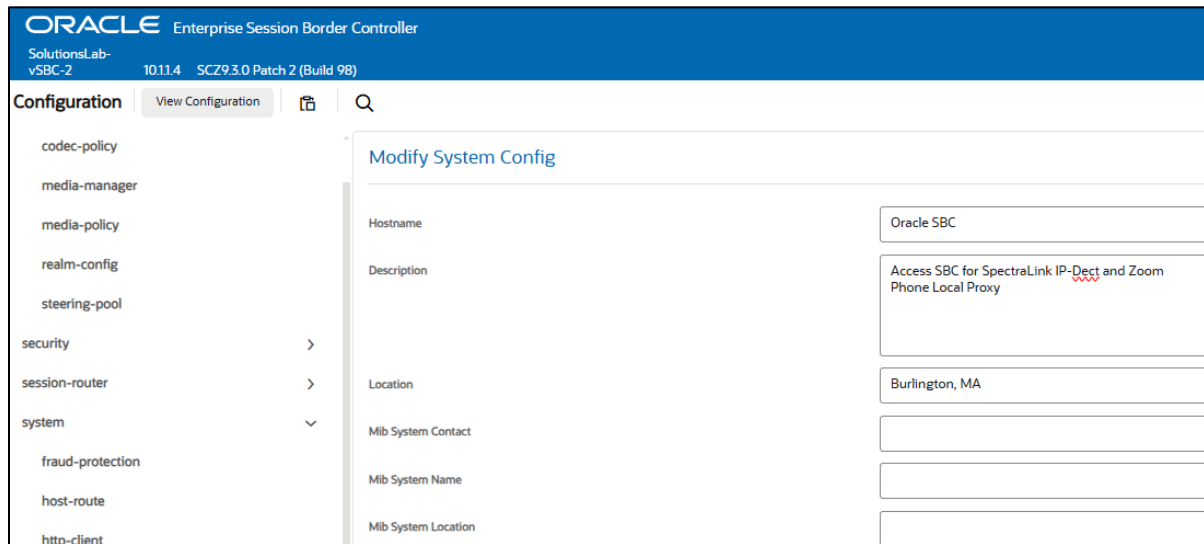 ORACLE Enterprise Session Border Controller
SolutionsLab-
vSBC-2 10.1.1.4 SCZ9.3.0 Patch 2 (Build 98)
Configuration View Configuration
codec-policy
media-manager
media-policy
realm-config
steering-pool
security
session-router
system
fraud-protection
host-route
http-client
Modify System Config
Hostname Oracle SBC
Description Access SBC for SpectraLink IP-Dect and Zoom
Phone Local Proxy
Location Burlington, MA
Mib System Contact
Mib System Name
Mib System Location